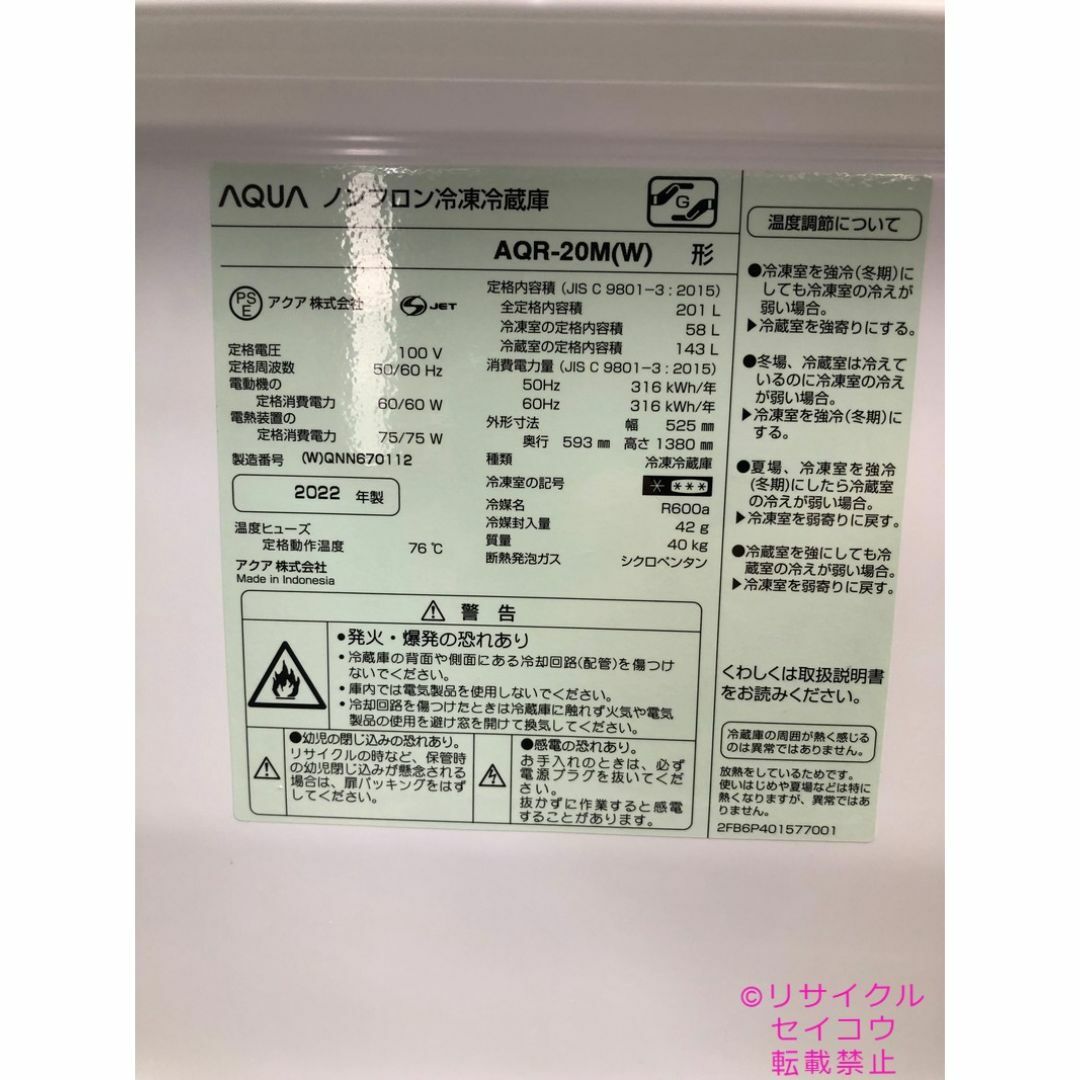 AQUA ノンフロン冷凍冷蔵庫
G
AQR-20M(W) 形
PS
E
アクア 株式会社
JET
定格電圧 100 V
定格周波数 50/60 Hz
電動機の
定格消費電力 60/60 W
電熱装置の
定格消費電力 75/75 W
製造番号 (W)QNN670112
2022 年製
温度ヒューズ
定格動作温度 76 ℃
アクア 株式会社
Made in Indonesia
定格内容積 (JIS C 9801-3 : 2015)
全定格内容積 201 L
冷凍室の定格内容積 58 L
冷蔵室の定格内容積 143 L
消費電力量 (JIS C 9801-3 : 2015)
50Hz 316 kWh/年
60Hz 316 kWh/年
外形寸法 幅 525 ㎜
奥行 593 ㎜ 高さ 1380 ㎜
種類 冷凍冷蔵庫
冷凍室の記号 * ***
冷媒名 R600a
冷媒封入量 42 g
質量 40 kg
断熱発泡ガス シクロペンタン
⚠ 警 告
•発火・爆発の恐れあり
・冷蔵庫の背面や側面にある冷却回路(配管)を傷つけ
ないでください。
・庫内では電気製品を使用しないでください。
・冷却回路を傷つけたときは冷蔵庫に触れず火気や電気
製品の使用を避け窓を開けて換気してください。
●幼児の閉じ込みの恐れあり。
リサイクルの時など、保管時
の幼児閉じ込みが懸念される
場合は、扉パッキングをはず
してください。
●感電の恐れあり。
お手入れのときは、必ず
電源プラグを抜いてくだ
さい。
抜かずに作業すると感電
することがあります。
温度調節について
●冷凍室を強冷(冬期)に
しても冷凍室の冷えが
弱い場合。
▶冷蔵室を強寄りにする。
●冬場、冷蔵室は冷えて
いるのに冷凍室の冷え
が弱い場合。
▶冷凍室を強冷(冬期)に
する。
●夏場、冷凍室を強冷
(冬期)にしたら冷蔵室
の冷えが弱い場合。
▶冷凍室を弱寄りに戻す。
●冷蔵室を強にしても冷
蔵室の冷えが弱い場合。
▶冷凍室を弱寄りに戻す。
くわしくは取扱説明書
をお読みください。
冷蔵庫の周囲が熱く感じる
のは異常ではありません。
放熱をしているためです。
使いはじめや夏場などは特に
熱くなりますが、異常ではあ
りません。
2FB6P401577001
©リサイクル
セイコウ
転載禁止